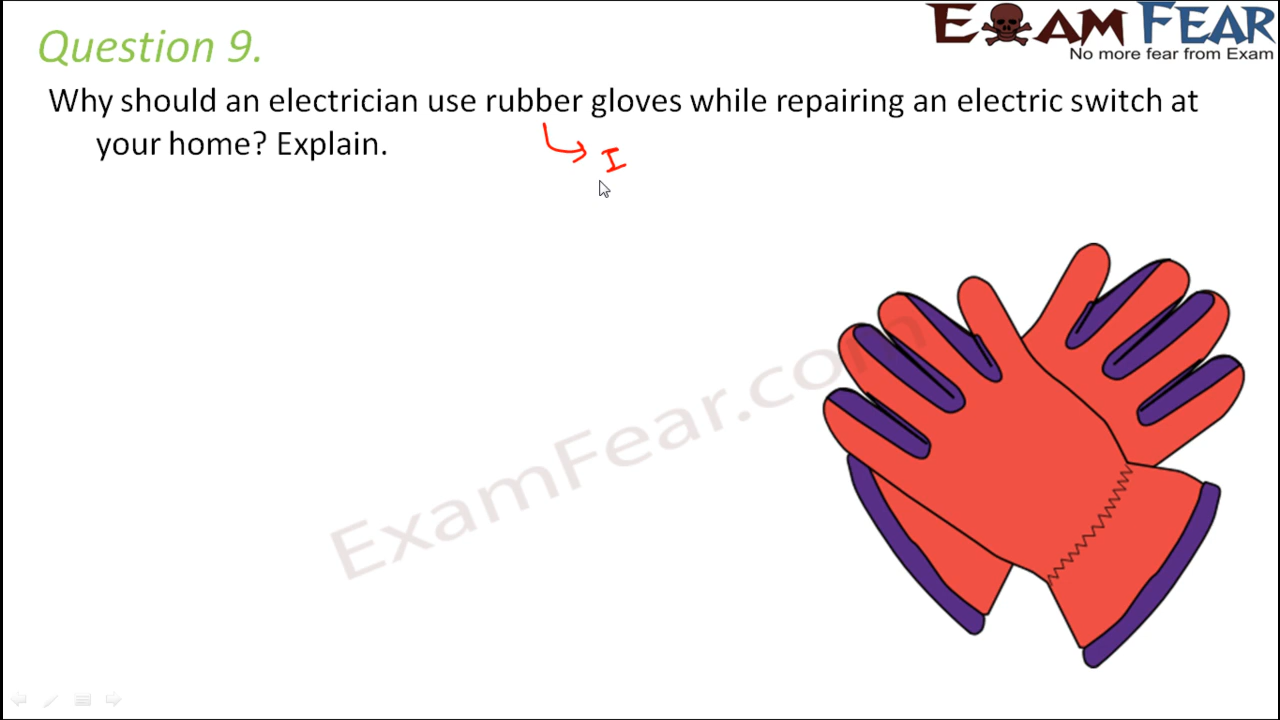 EXAM FEAR
No more fear from Exam
Question 9.
Why should an electrician use rubber gloves while repairing an electric switch at
your home? Explain.
I
ExamFear.com